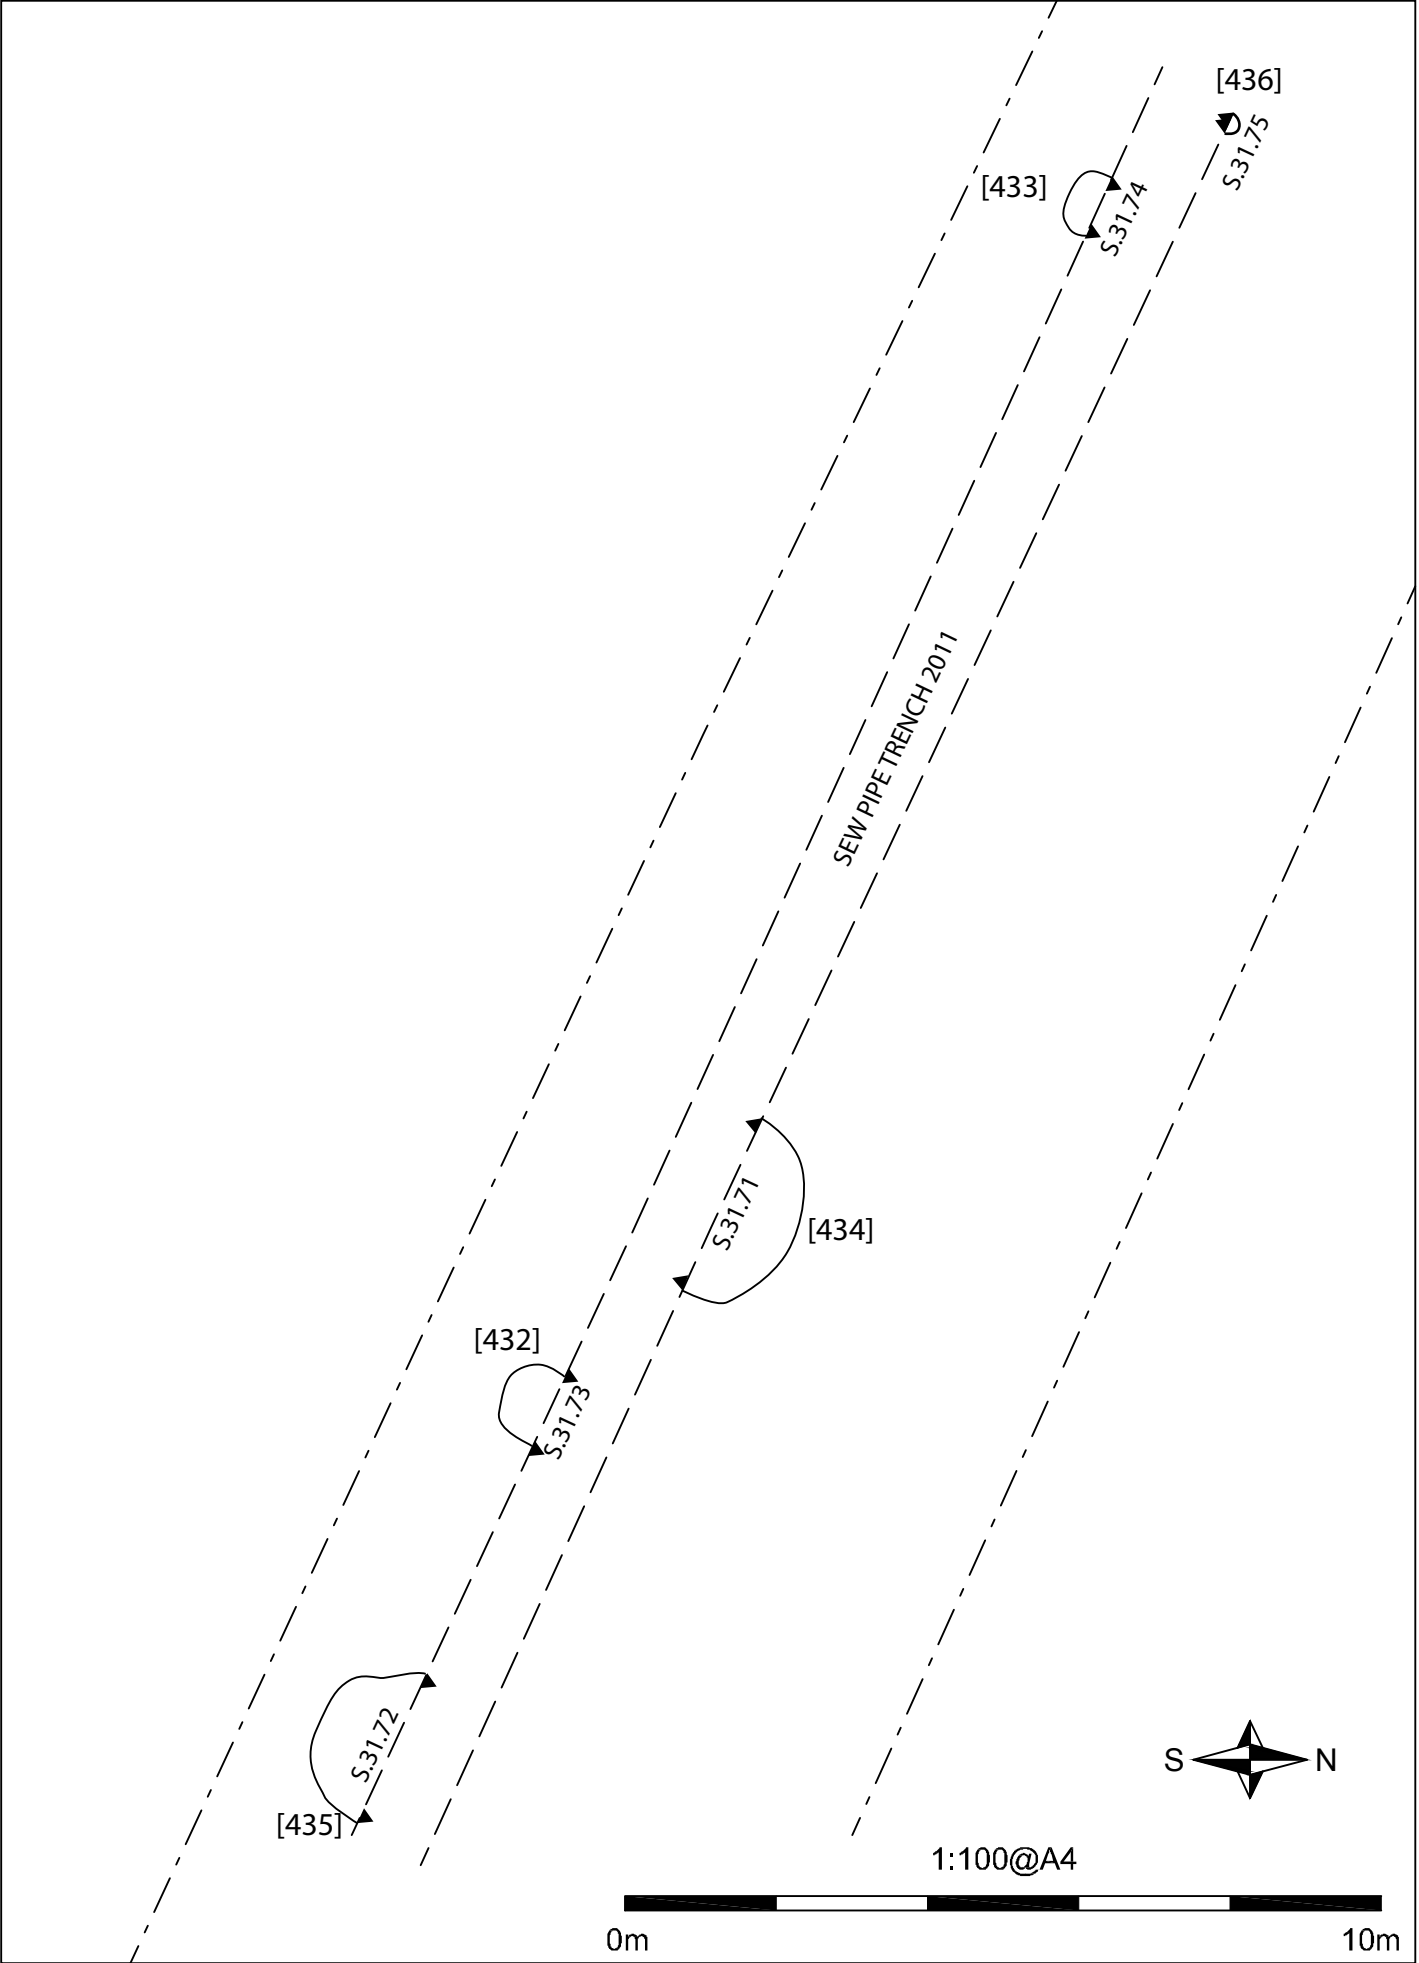 [436]
S.31.75
[433]
S.31.74
SEW PIPE TRENCH 2011
S.31.71
[434]
[432]
S.31.73
S.31.72
[435]
S N
1:100@A4
0m 10m